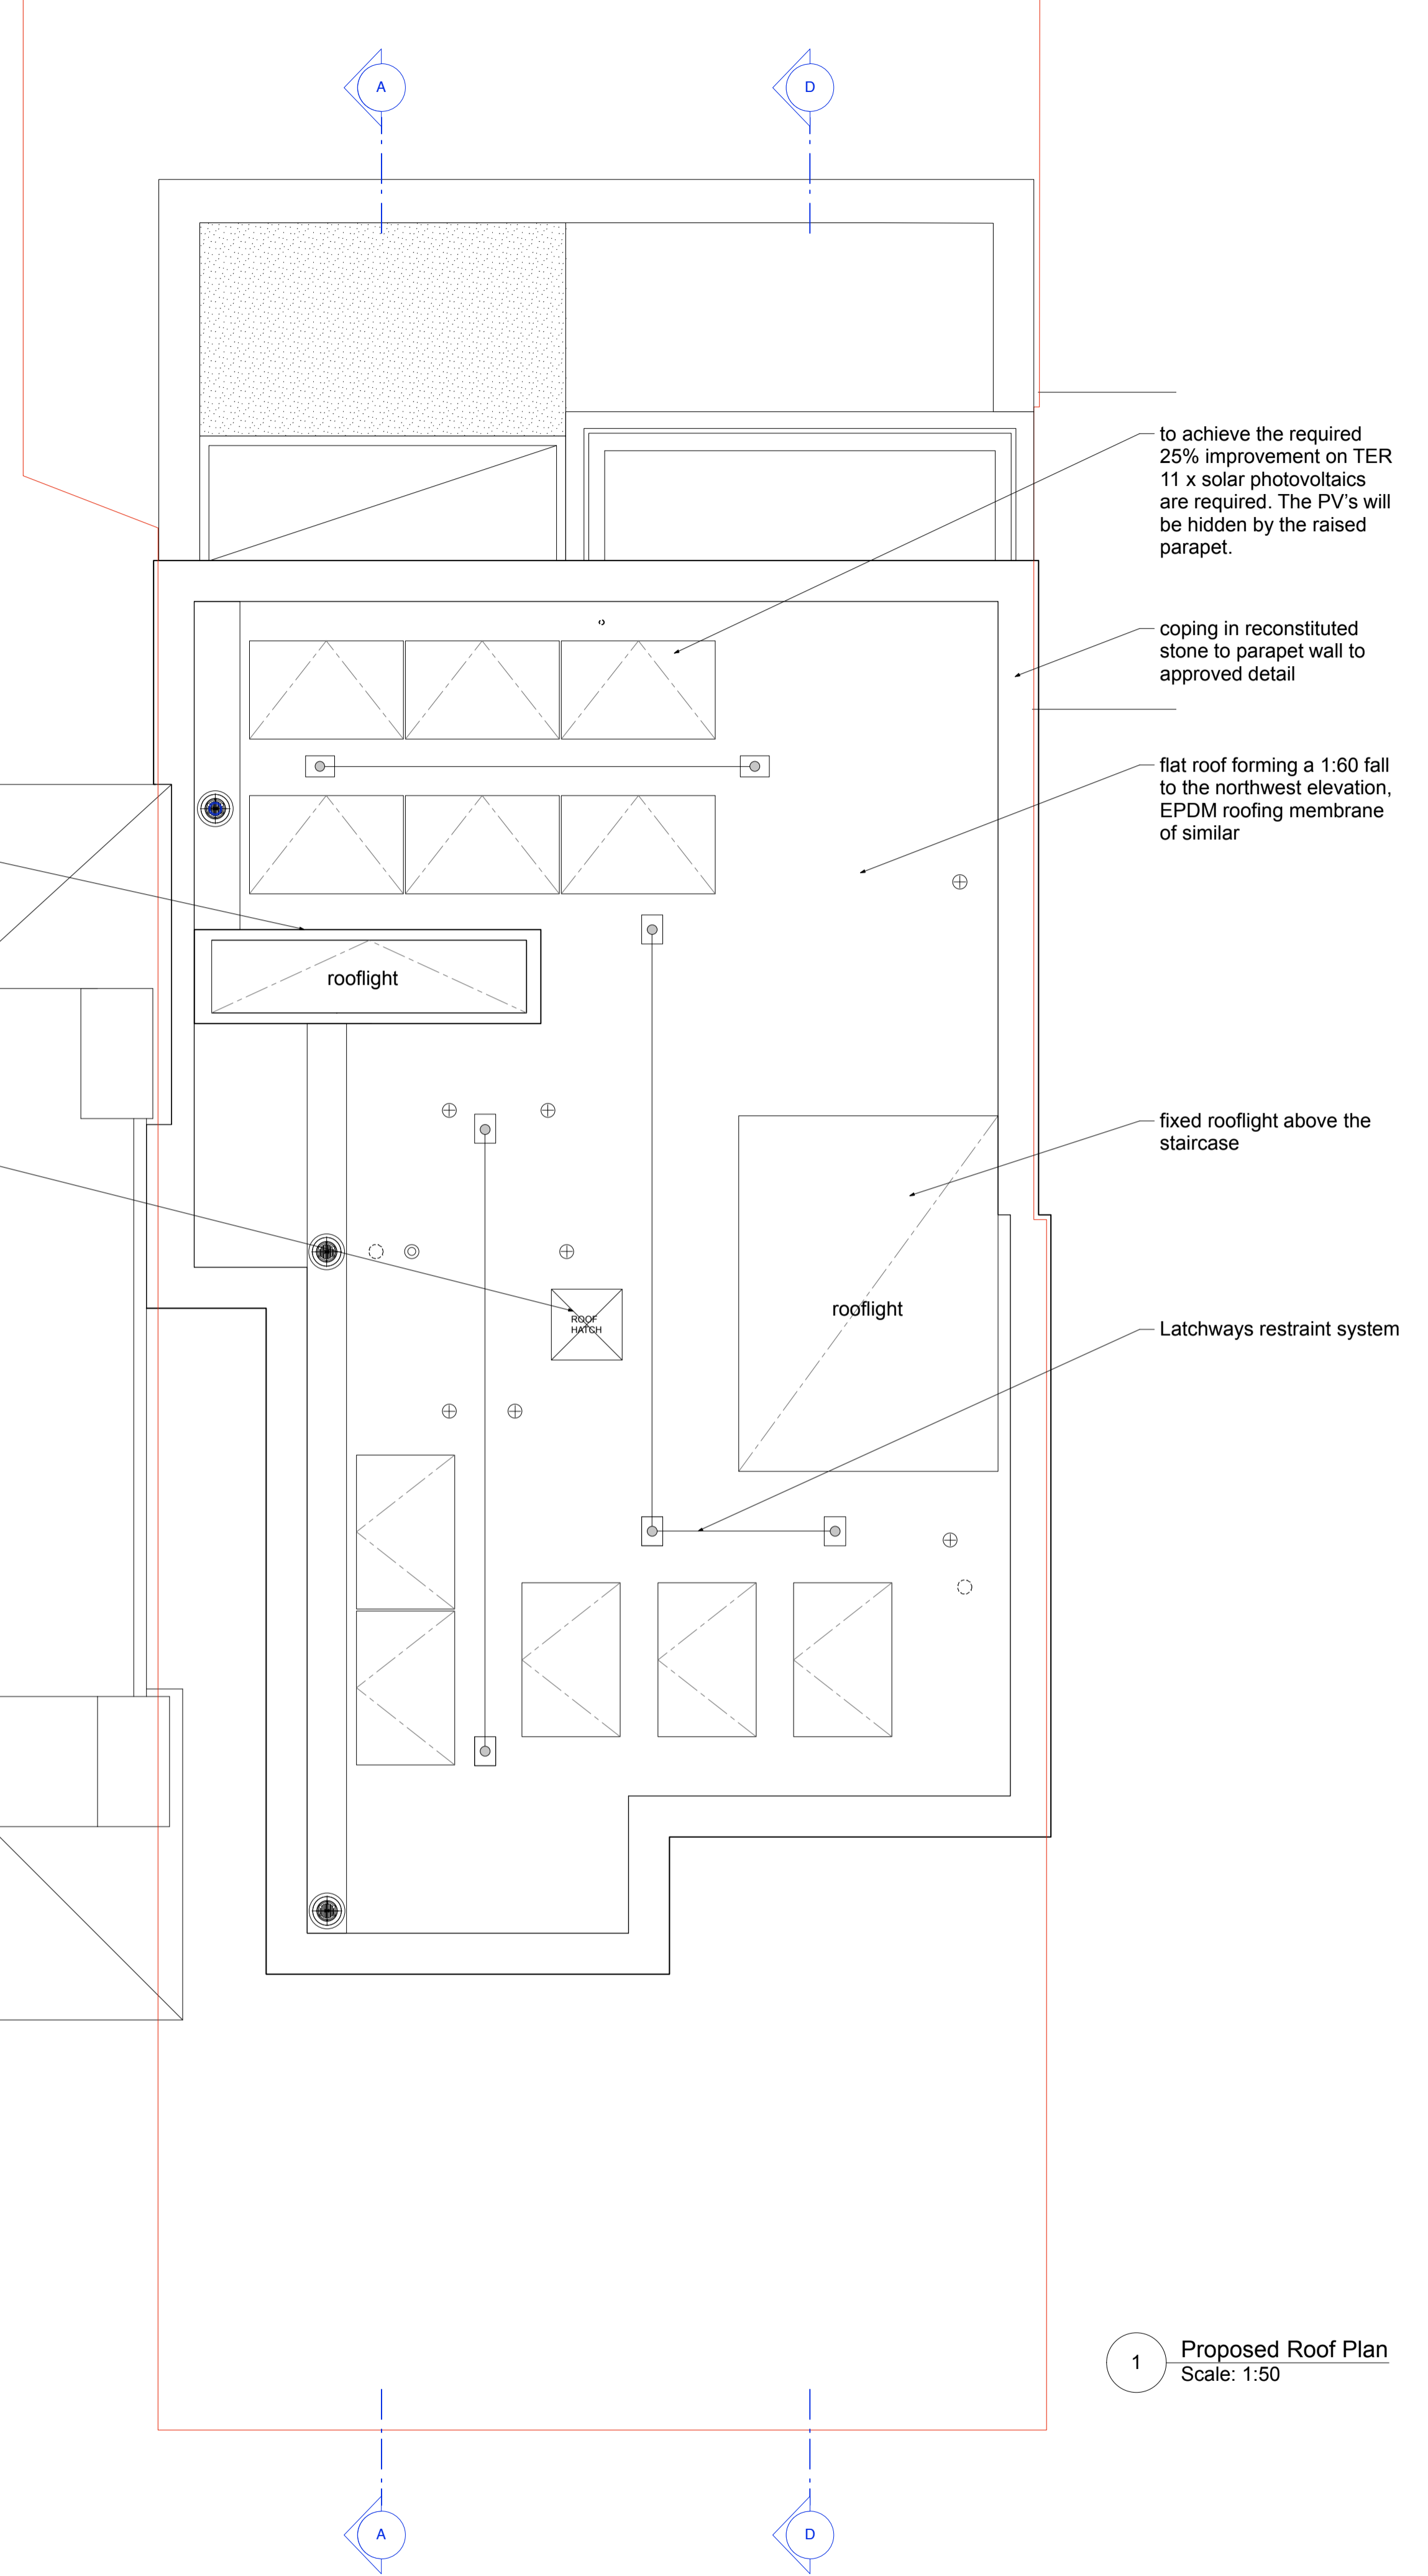 A
D
to achieve the required
25% improvement on TER
11 x solar photovoltaics
are required. The PV's will
be hidden by the raised
parapet.
coping in reconstituted
stone to parapet wall to
approved detail
flat roof forming a 1:60 fall
to the northwest elevation,
EPDM roofing membrane
of similar
rooflight
fixed rooflight above the
staircase
rooflight
ROOF
HATCH
Latchways restraint system
1
Proposed Roof Plan
Scale: 1:50
A
D